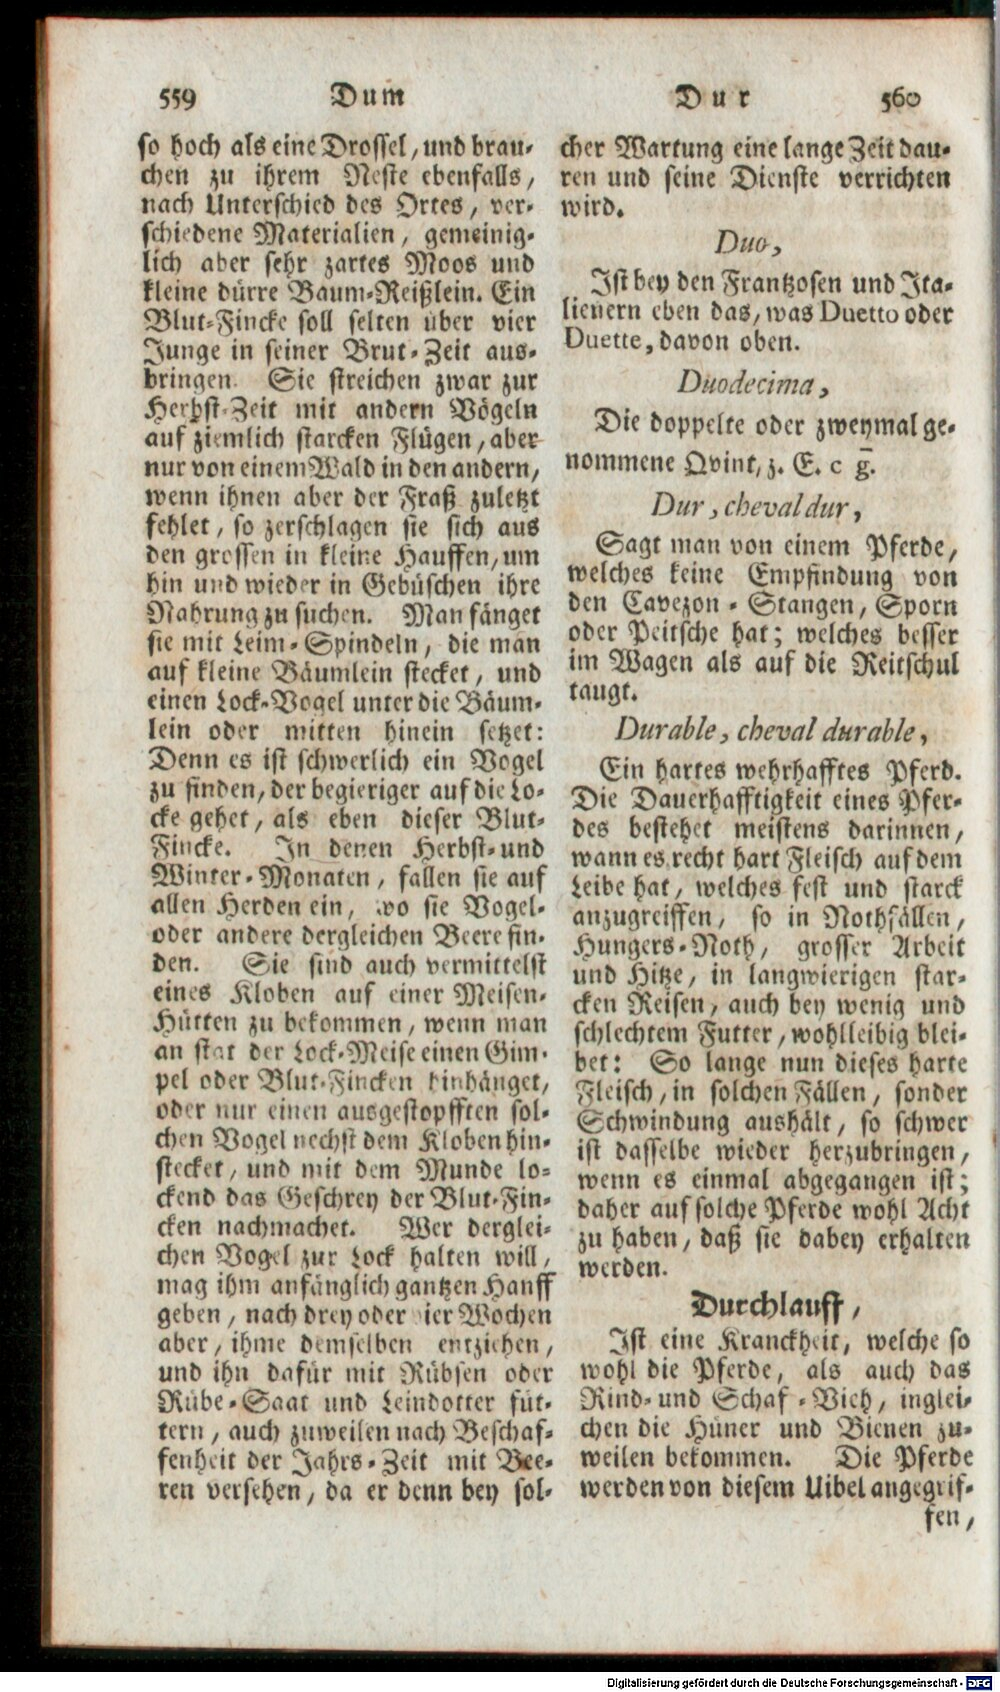 559 Dum
so hoch als eine Drossel, und brau-
chen zu ihrem Neste ebenfalls,
nach Unterschied des Ortes, ver-
schiedene Materialien, gemeinig-
lich aber sehr zartes Moos und
kleine dürre Baum-Reißlein. Ein
Blut-Fincke soll selten über vier
Junge in seiner Brut-Zeit aus-
bringen. Sie streichen zwar zur
Herbst-Zeit mit andern Vögeln
auf ziemlich starcken Flügen, aber
nur von einem Wald in den andern,
wenn ihnen aber der Fraß zuletzt
fehlet, so zerschlagen sie sich aus
den grossen in kleine Hauffen, um
hin und wieder in Gebüschen ihre
Nahrung zu suchen. Man fänget
sie mit Leim-Spindeln, die man
auf kleine Bäumlein stecket, und
einen Lock-Vogel unter die Bäum-
lein oder mitten hinein setzet:
Denn es ist schwerlich ein Vogel
zu finden, der begieriger auf die Lo-
cke gehet, als eben dieser Blut-
Fincke. In denen Herbst- und
Winter-Monaten, fallen sie auf
allen Herden ein, wo sie Vogel-
oder andere dergleichen Beere fin-
den. Sie sind auch vermittelst
eines Kloben auf einer Meisen-
Hütten zu bekommen, wenn man
an stat der Lock-Meise einen Gim-
pel oder Blut-Fincken hinhänget,
oder nur einen ausgestopfften sol-
chen Vogel nechst dem Kloben hin-
stecket, und mit dem Munde lo-
ckend das Geschrey der Blut-Fin-
cken nachmachet. Wer derglei-
chen Vogel zur Lock halten will,
mag ihm anfänglich gantzen Hanff
geben, nach drey oder vier Wochen
aber, ihme demselben entziehen,
und ihn dafür mit Rübsen oder
Rübe-Saat und Leindotter füt-
tern, auch zuweilen nach Beschaf-
fenheit der Jahrs-Zeit mit Bee-
ren versehen, da er denn bey sol-
Dur 560
cher Wartung eine lange Zeit dau-
ren und seine Dienste verrichten
wird.
Duo,
Ist bey den Frantzosen und Ita-
lienern eben das, was Duetto oder
Duette, davon oben.
Duodecima,
Die doppelte oder zweymal ge-
nommene Qvint, z. E. c g̅.
Dur, cheval dur,
Sagt man von einem Pferde,
welches keine Empfindung von
den Cavezon-Stangen, Sporn
oder Peitsche hat; welches besser
im Wagen als auf die Reitschul
taugt.
Durable, cheval durable,
Ein hartes wehrhafftes Pferd.
Die Dauerhafftigkeit eines Pfer-
des bestehet meistens darinnen,
wann es recht hart Fleisch auf dem
Leibe hat, welches fest und starck
anzugreiffen, so in Nothfällen,
Hungers-Noth, grosser Arbeit
und Hitze, in langwierigen star-
cken Reisen, auch bey wenig und
schlechtem Futter, wohlleibig blei-
bet: So lange nun dieses harte
Fleisch, in solchen Fällen, sonder
Schwindung aushält, so schwer
ist dasselbe wieder herzubringen,
wenn es einmal abgegangen ist;
daher auf solche Pferde wohl Acht
zu haben, daß sie dabey erhalten
werden.
Durchlauff,
Ist eine Kranckheit, welche so
wohl die Pferde, als auch das
Rind- und Schaf-Vieh, inglei-
chen die Hüner und Bienen zu-
weilen bekommen. Die Pferde
werden von diesem Uibel angegrif-
fen,
Digitalisierung gefördert durch die Deutsche Forschungsgemeinschaft - DFG